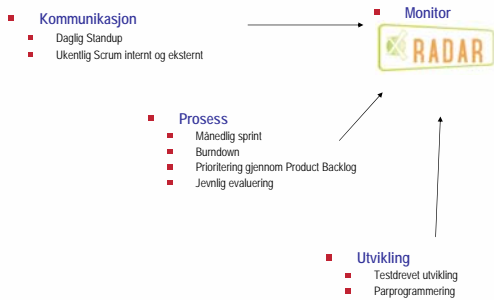 Kommunikasjon
Daglig Standup
Ukentlig Scrum internt og eksternt
Monitor
RADAR
Prosess
Månedlig sprint
Burndown
Prioritering gjennom Product Backlog
Jevnlig evaluering
Utvikling
Testdrevet utvikling
Parprogrammering